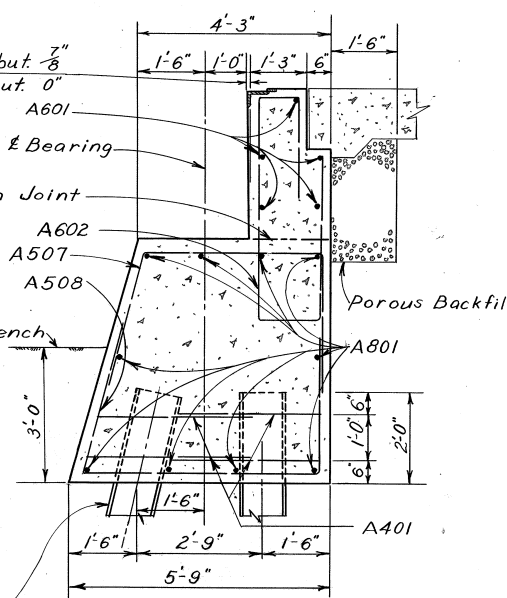 4'-3"
but. 7/8"
1'-6" 1'-0" 1'-3" 6" 1'-6"
ut. 0"
A601
℄ Bearing
Joint
A602
A507
A508
Porous Backfil
ench
A801
3'-0"
6"
1'-0"
6"
2'-0"
1'-6"
A401
1'-6" 2'-9" 1'-6"
5'-9"